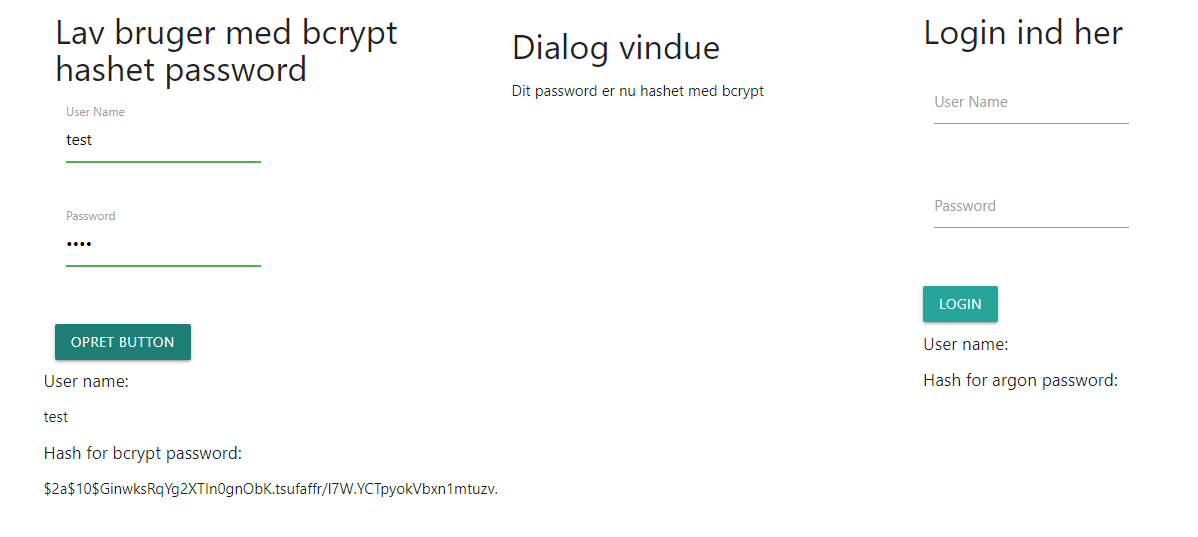 Lav bruger med bcrypt
hashet password
User Name
test
Password
••••
OPRET BUTTON
User name:
test
Hash for bcrypt password:
$2a$10$GinwksRqYg2XTIn0gnObK.tsufaffr/I7W.YCTpyokVbxn1mtuzv.
Dialog vindue
Dit password er nu hashet med bcrypt
Login ind her
User Name
Password
LOGIN
User name:
Hash for argon password: